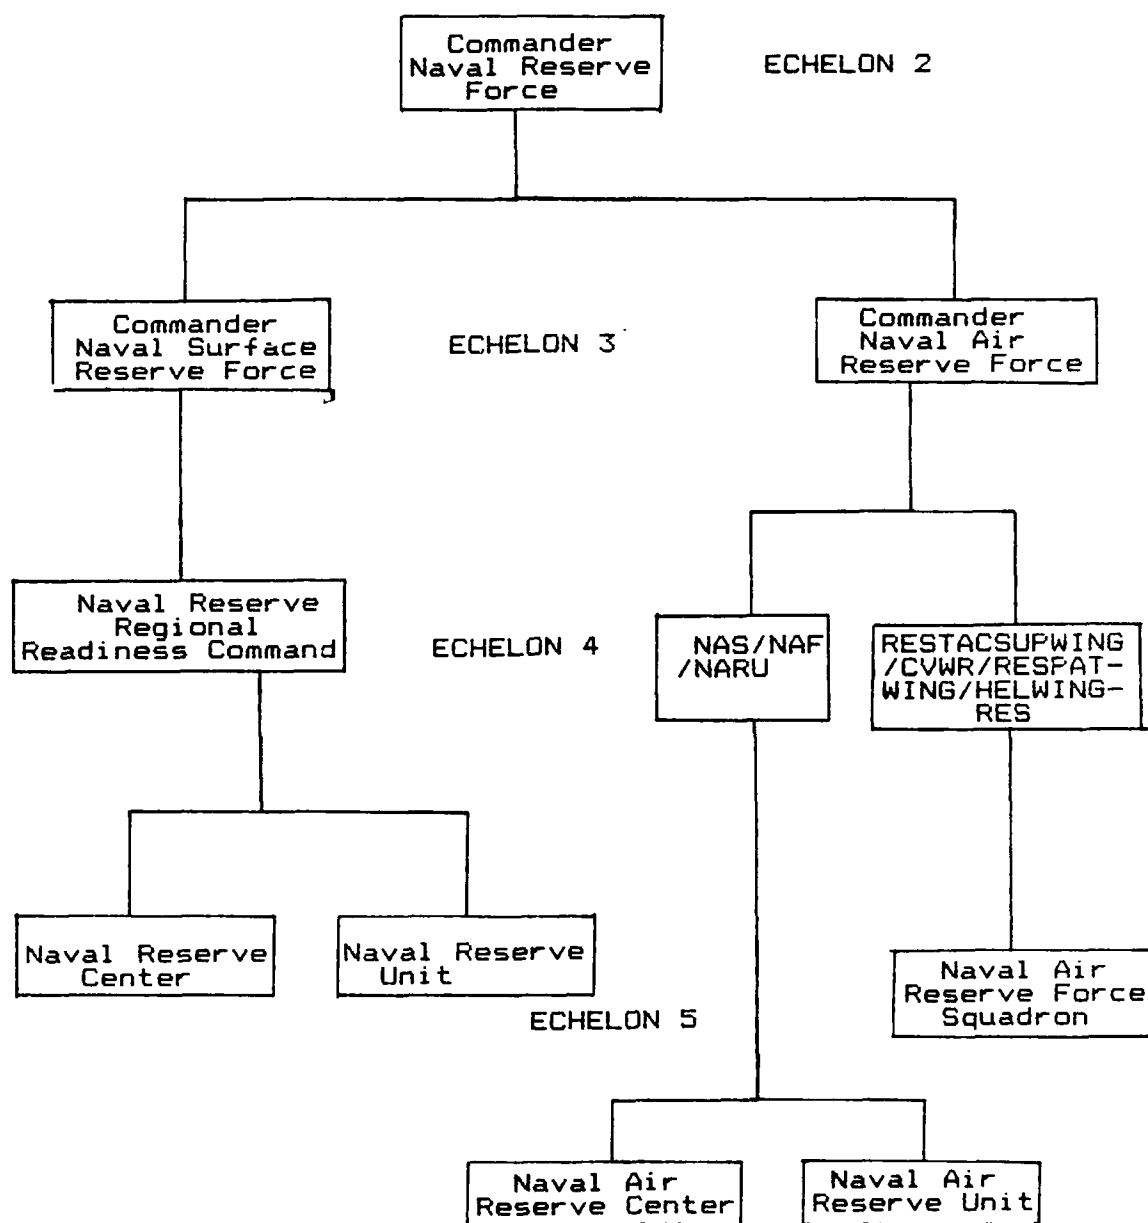 Commander
Naval Reserve
Force
ECHELON 2
Commander
Naval Surface
Reserve Force
ECHELON 3
Commander
Naval Air
Reserve Force
Naval Reserve
Regional
Readiness Command
ECHELON 4
NAS/NAF
/NARU
RESTACSUPWING
/CVWR/RESPAT-
WING/HELWING-
RES
Naval Reserve
Center
Naval Reserve
Unit
ECHELON 5
Naval Air
Reserve Force
Squadron
Naval Air
Reserve Center
Naval Air
Reserve Unit